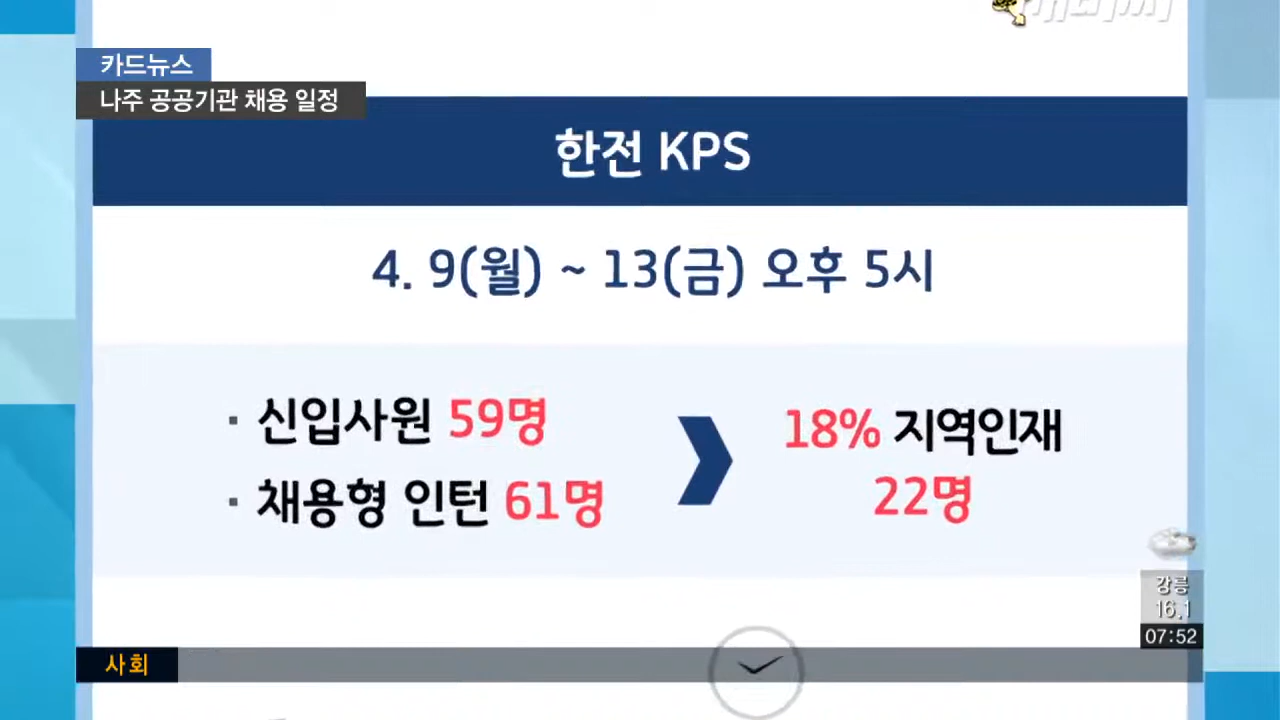 카드뉴스
나주 공공기관 채용 일정
한전 KPS
4. 9(월) ~ 13(금) 오후 5시
· 신입사원 59명
· 채용형 인턴 61명
18% 지역인재
22명
강릉
16.1
07:52
사회